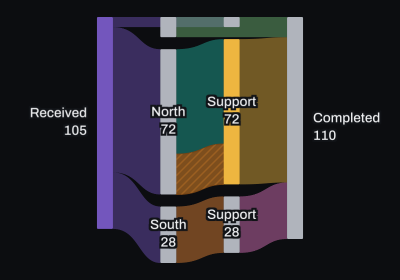 Received
105
North
72
Support
72
Completed
110
South
28
Support
28